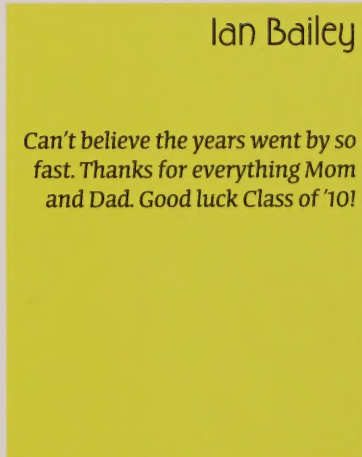 Ian Bailey
Can't believe the years went by so
fast. Thanks for everything Mom
and Dad. Good luck Class of '10!